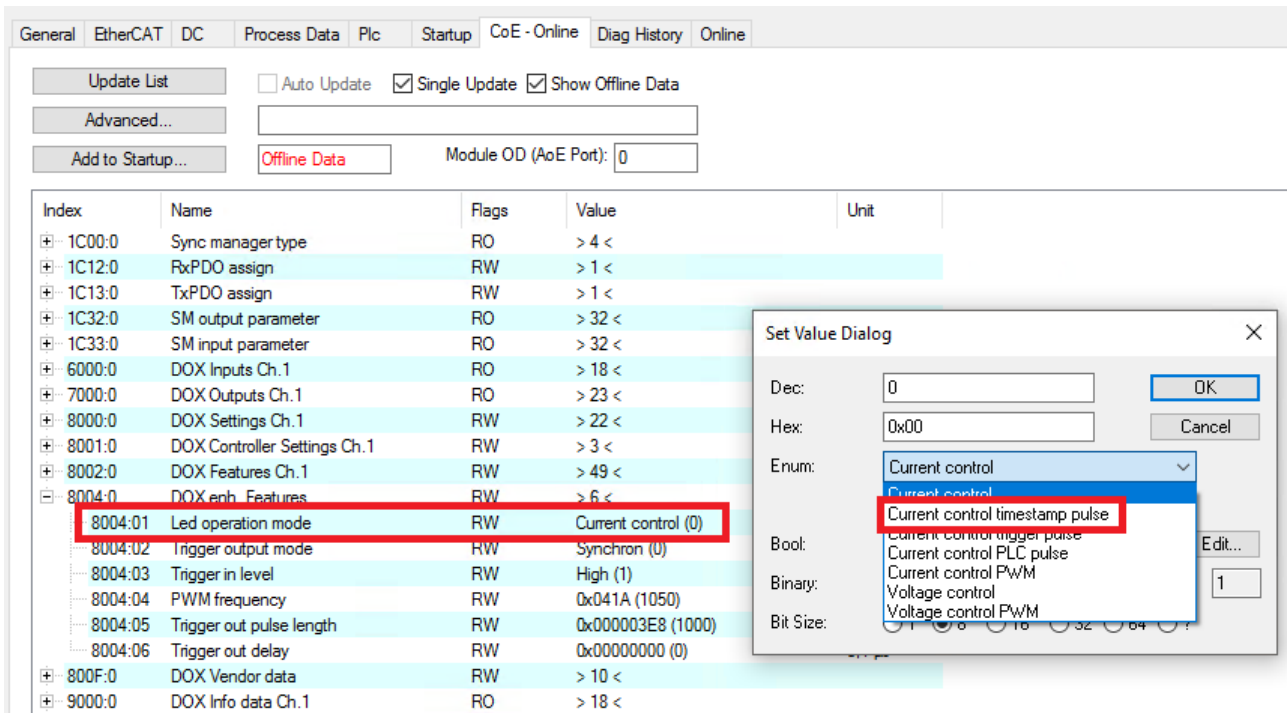 General EtherCAT DC Process Data Plc Startup CoE - Online Diag History Online
Update List Auto Update Single Update Show Offline Data
Advanced...
Add to Startup... Offline Data Module OD (AoE Port): 0
Index Name Flags Value Unit
1C00:0 Sync manager type RO > 4 <
1C12:0 RxPDO assign RW > 1 <
1C13:0 TxPDO assign RW > 1 <
1C32:0 SM output parameter RO > 32 <
1C33:0 SM input parameter RO > 32 <
6000:0 DOX Inputs Ch.1 RO > 18 <
7000:0 DOX Outputs Ch.1 RO > 23 <
8000:0 DOX Settings Ch.1 RW > 22 <
8001:0 DOX Controller Settings Ch.1 RW > 3 <
8002:0 DOX Features Ch.1 RW > 49 <
8004:0 DOX enh. Features RW > 6 <
8004:01 Led operation mode RW Current control (0)
8004:02 Trigger output mode RW Synchron (0)
8004:03 Trigger in level RW High (1)
8004:04 PWM frequency RW 0x041A (1050)
8004:05 Trigger out pulse length RW 0x000003E8 (1000)
8004:06 Trigger out delay RW 0x00000000 (0)
800F:0 DOX Vendor data RW > 10 <
9000:0 DOX Info data Ch.1 RO > 18 <
Set Value Dialog
Dec: 0 OK
Hex: 0x00 Cancel
Enum: Current control
Current control
Current control timestamp pulse
Current control trigger pulse
Current control PLC pulse
Current control PWM
Voltage control
Voltage control PWM
Bool: Edit...
Binary: 1
Bit Size: 1 8 16 32 64 ?